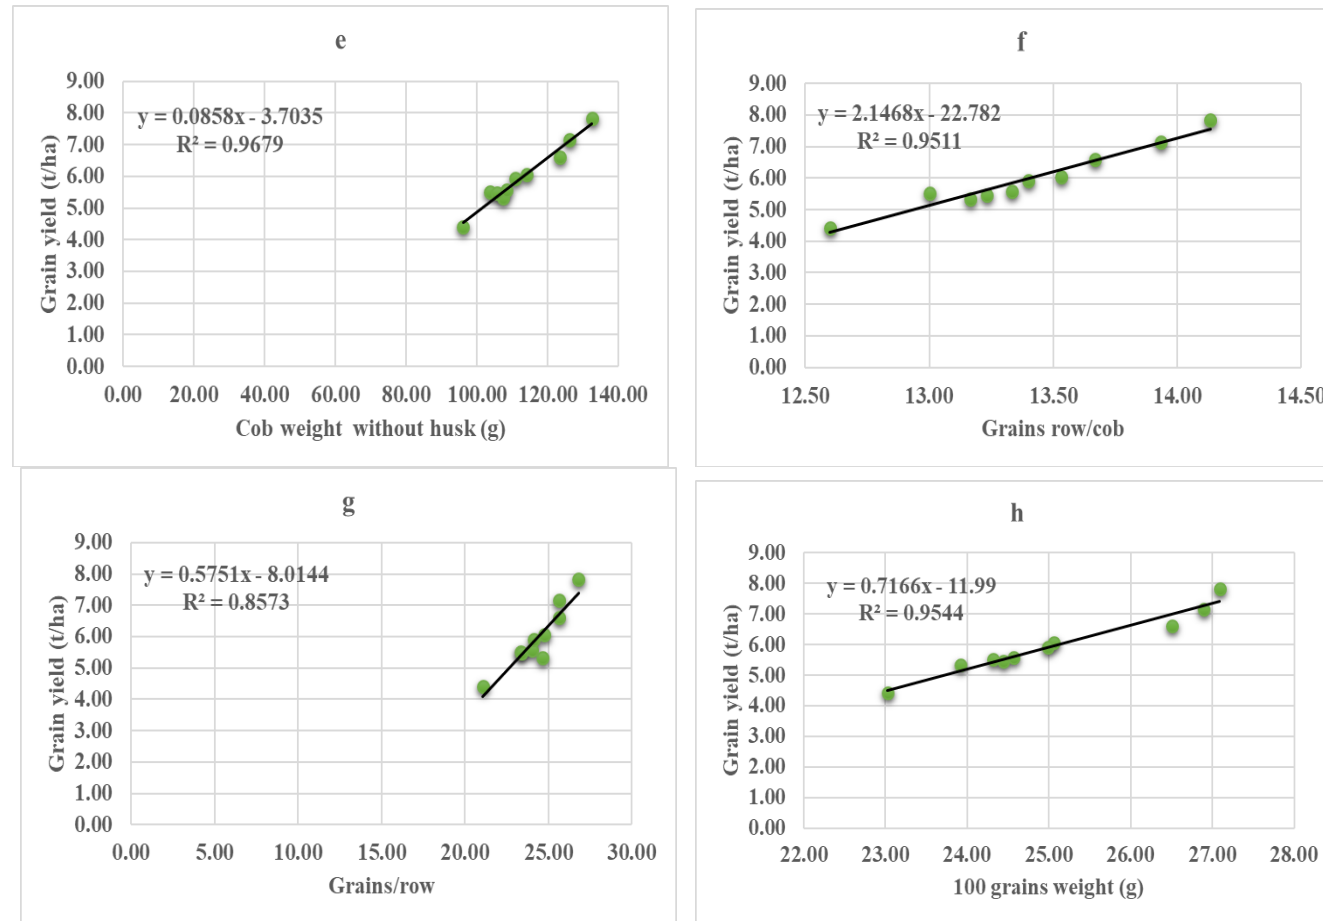 e
9.00
8.00
7.00
6.00
5.00
4.00
3.00
2.00
1.00
0.00
Grain yield (t/ha)
y = 0.0858x - 3.7035
R² = 0.9679
0.00 20.00 40.00 60.00 80.00 100.00 120.00 140.00
Cob weight without husk (g)
f
9.00
8.00
7.00
6.00
5.00
4.00
3.00
2.00
1.00
0.00
Grain yield (t/ha)
y = 2.1468x - 22.782
R² = 0.9511
12.50 13.00 13.50 14.00 14.50
Grains row/cob
g
9.00
8.00
7.00
6.00
5.00
4.00
3.00
2.00
1.00
0.00
Grain yield (t/ha)
y = 0.5751x - 8.0144
R² = 0.8573
0.00 5.00 10.00 15.00 20.00 25.00 30.00
Grains/row
h
9.00
8.00
7.00
6.00
5.00
4.00
3.00
2.00
1.00
0.00
Grain yield (t/ha)
y = 0.7166x - 11.99
R² = 0.9544
22.00 23.00 24.00 25.00 26.00 27.00 28.00
100 grains weight (g)